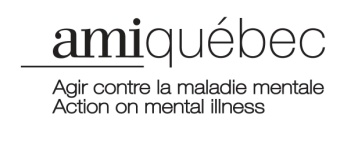 amiquébec
Agir contre la maladie mentale
Action on mental illness